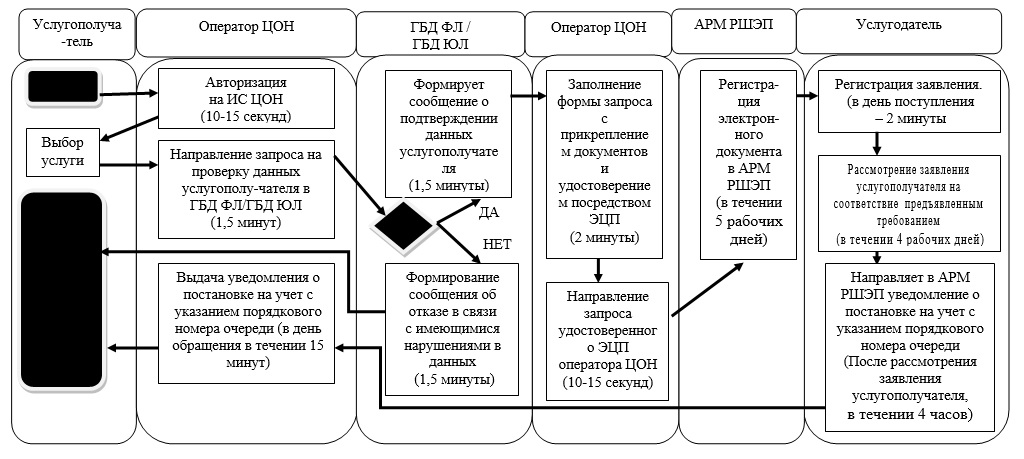 Услугополуча
-тель
Оператор ЦОН
ГБД ФЛ /
ГБД ЮЛ
Оператор ЦОН
АРМ РШЭП
Услугодатель
Авторизация
на ИС ЦОН
(10-15 секунд)
Выбор
услуги
Направление запроса на
проверку данных
услугополу-чателя в
ГБД ФЛ/ГБД ЮЛ
(1,5 минут)
Формирует
сообщение о
подтверждении
данных
услугополучате
ля
(1,5 минуты)
ДА
НЕТ
Формирование
сообщения об
отказе в связи
с имеющимися
нарушениями в
данных
(1,5 минуты)
Выдача уведомления о
постановке на учет с
указанием порядкового
номера очереди (в день
обращения в течении 15
минут)
Заполнение
формы запроса
с
прикрепление
м документов
и
удостоверение
м посредством
ЭЦП
(2 минуты)
Направление
запроса
удостоверенног
о ЭЦП
оператора ЦОН
(10-15 секунд)
Регистра-
ция
электрон-
ного
документа
в АРМ
РШЭП
(в течении
5 рабочих
дней)
Регистрация заявления.
(в день поступления
– 2 минуты
Рассмотрение заявления
услугополучателя на
соответствие предъявленным
требованием
(в течении 4 рабочих дней)
Направляет в АРМ
РШЭП уведомление о
постановке на учет с
указанием порядкового
номера очереди
(После рассмотрения
заявления
услугополучателя,
в течении 4 часов)